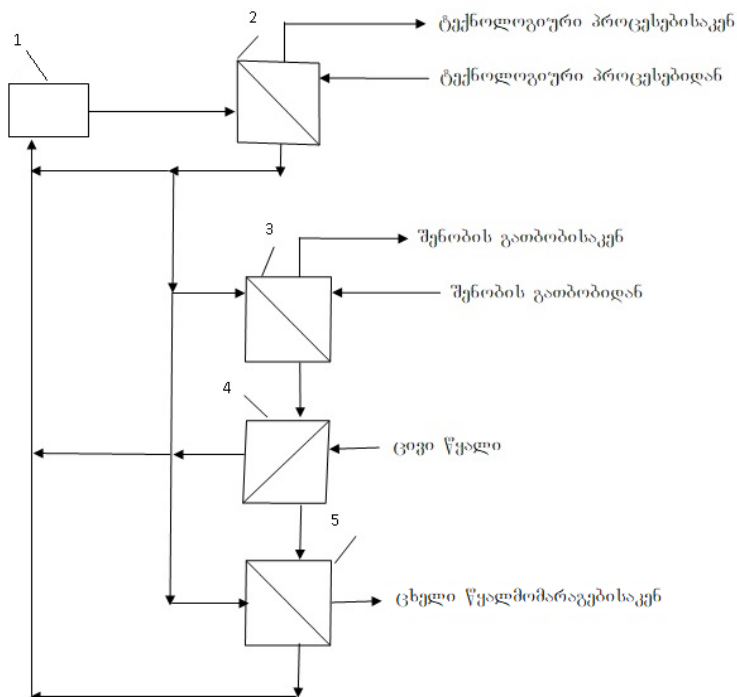 1
2
ტექნოლოგიური პროცესებისაკენ
ტექნოლოგიური პროცესებიდან
3
შენობის გათბობისაკენ
შენობის გათბობიდან
4
ცივი წყალი
5
ცხელი წყალმომარაგებისაკენ